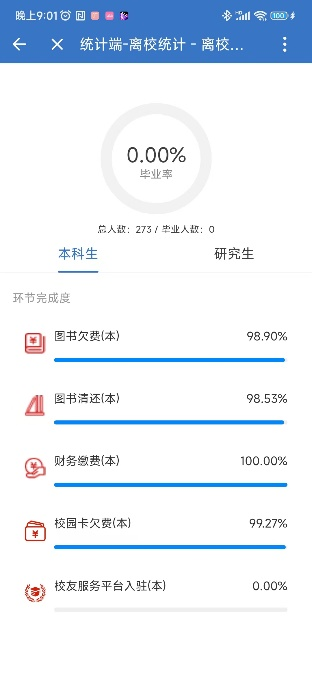 晚上9:01
100
统计端-离校统计 - 离校...
0.00%
毕业率
总人数：273 / 毕业人数：0
本科生 研究生
环节完成度
图书欠费(本) 98.90%
图书清还(本) 98.53%
财务缴费(本) 100.00%
校园卡欠费(本) 99.27%
校友服务平台入驻(本) 0.00%